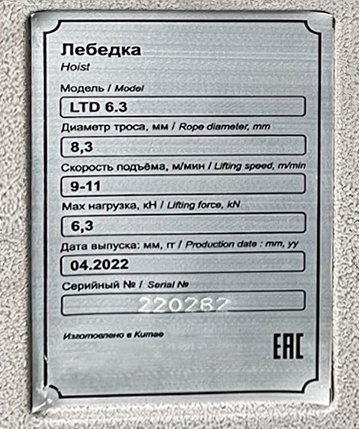 Лебедка
Hoist
Модель / Model
LTD 6.3
Диаметр троса, мм / Rope diameter, mm
8,3
Скорость подъёма, м/мин / Lifting speed, m/min
9-11
Мах нагрузка, кН / Lifting force, kN
6,3
Дата выпуска: мм, гг / Production date : mm, yy
04.2022
Серийный № / Serial №
220282
Изготовлено в Китае
EAC